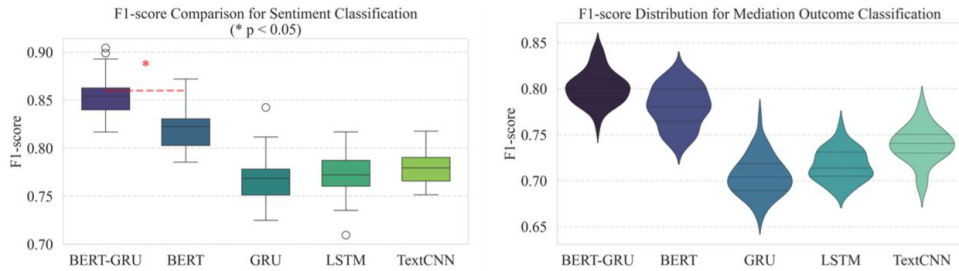 F1-score Comparison for Sentiment Classification
(* p < 0.05)
F1-score
0.90
0.85
0.80
0.75
0.70
*
BERT-GRU BERT GRU LSTM TextCNN
F1-score Distribution for Mediation Outcome Classification
F1-score
0.85
0.80
0.75
0.70
0.65
BERT-GRU BERT GRU LSTM TextCNN